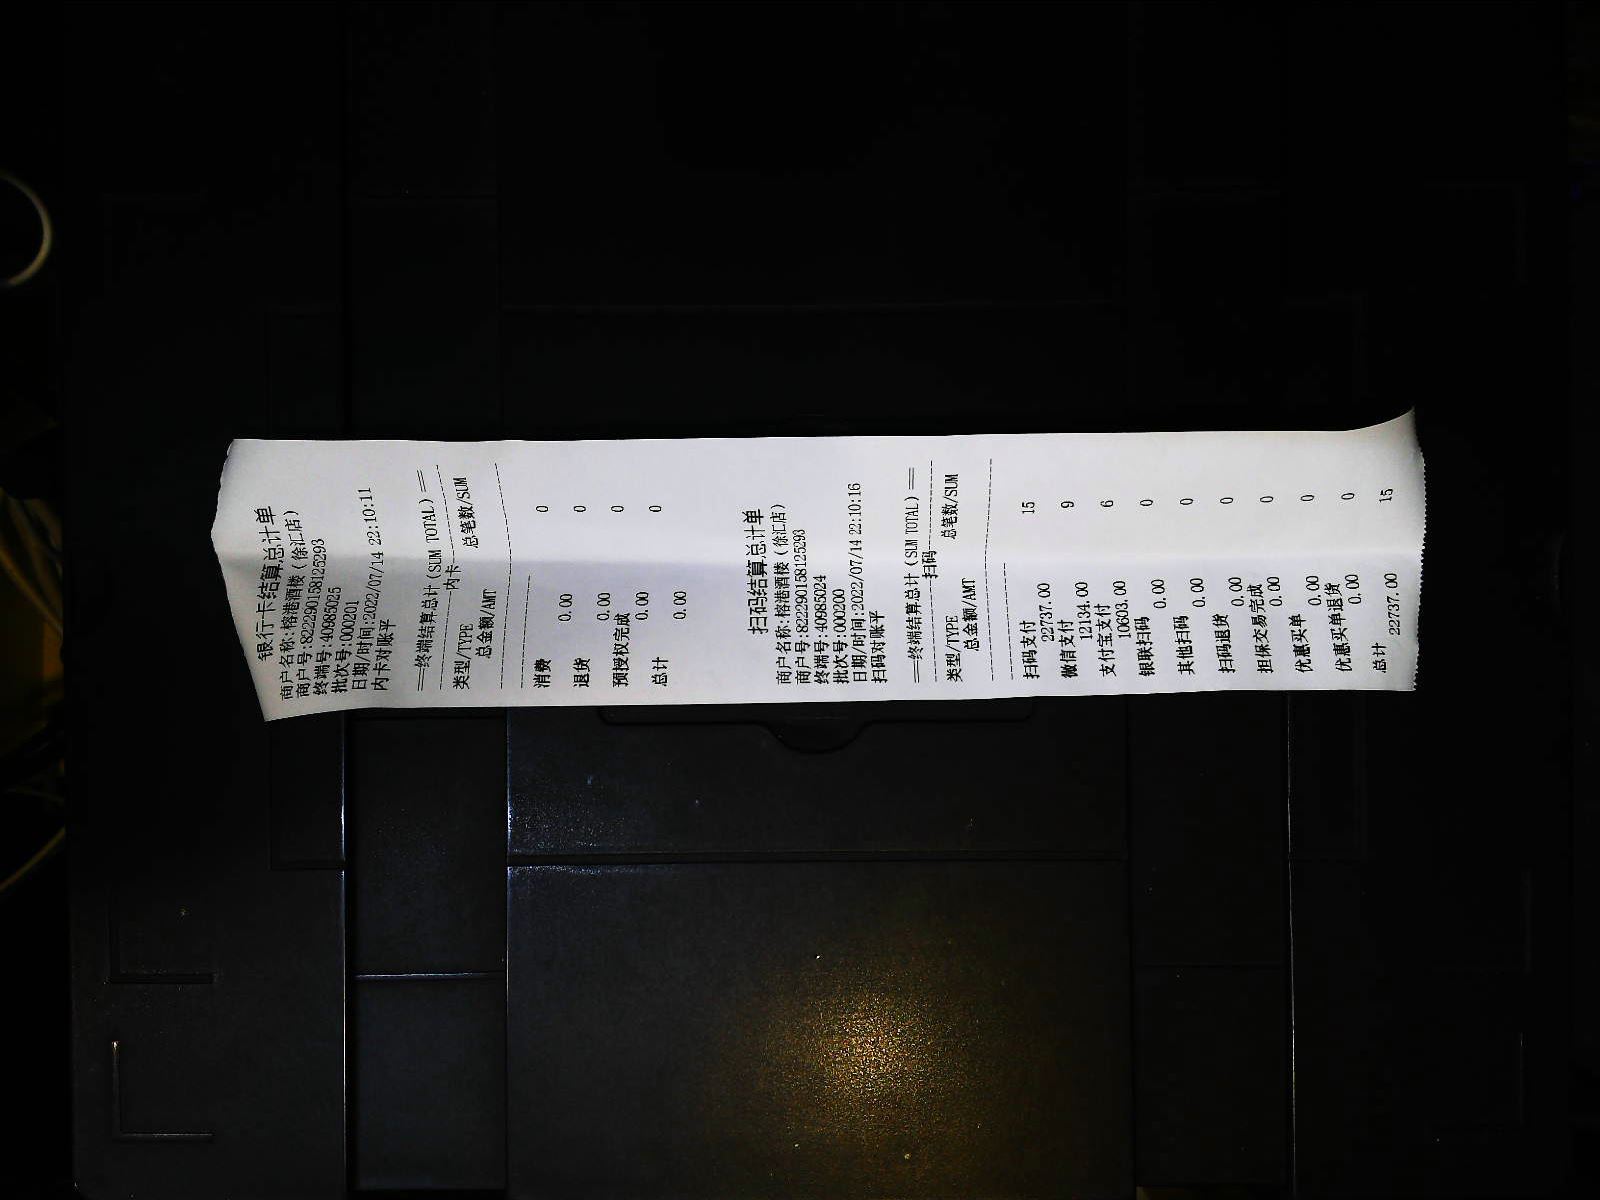 银行卡结算总计单
商户名称:榕港酒楼（徐汇店）
商户号:822290158125293
终端号:40985025
批次号:000201
日期/时间:2022/07/14 22:10:11
内卡对账平
==终端结算总计(SUM TOTAL)==
----------内卡----------
类型/TYPE 总笔数/SUM
总金额/AMT
消费 0
0.00
退货 0
0.00
预授权完成 0
0.00
总计 0
0.00
扫码结算总计单
商户名称:榕港酒楼（徐汇店）
商户号:822290158125293
终端号:40985024
批次号:000200
日期/时间:2022/07/14 22:10:16
扫码对账平
==终端结算总计(SUM TOTAL)==
----------扫码----------
类型/TYPE 总笔数/SUM
总金额/AMT
扫码支付 15
22737.00
微信支付 9
12134.00
支付宝支付 6
10603.00
银联扫码 0
0.00
其他扫码 0
0.00
扫码退货 0
0.00
担保交易完成 0
0.00
优惠买单 0
0.00
优惠买单退货 0
0.00
总计 15
22737.00